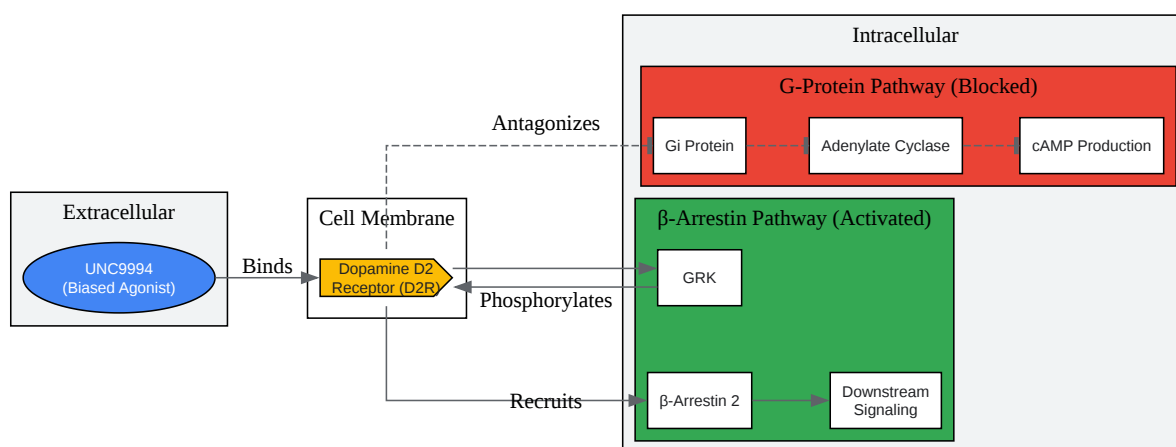 Intracellular
G-Protein Pathway (Blocked)
Antagonizes
Gi Protein
Adenylate Cyclase
cAMP Production
Extracellular
UNC9994
(Biased Agonist)
Binds
Cell Membrane
Dopamine D2
Receptor (D2R)
β-Arrestin Pathway (Activated)
GRK
Phosphorylates
Recruits
β-Arrestin 2
Downstream
Signaling